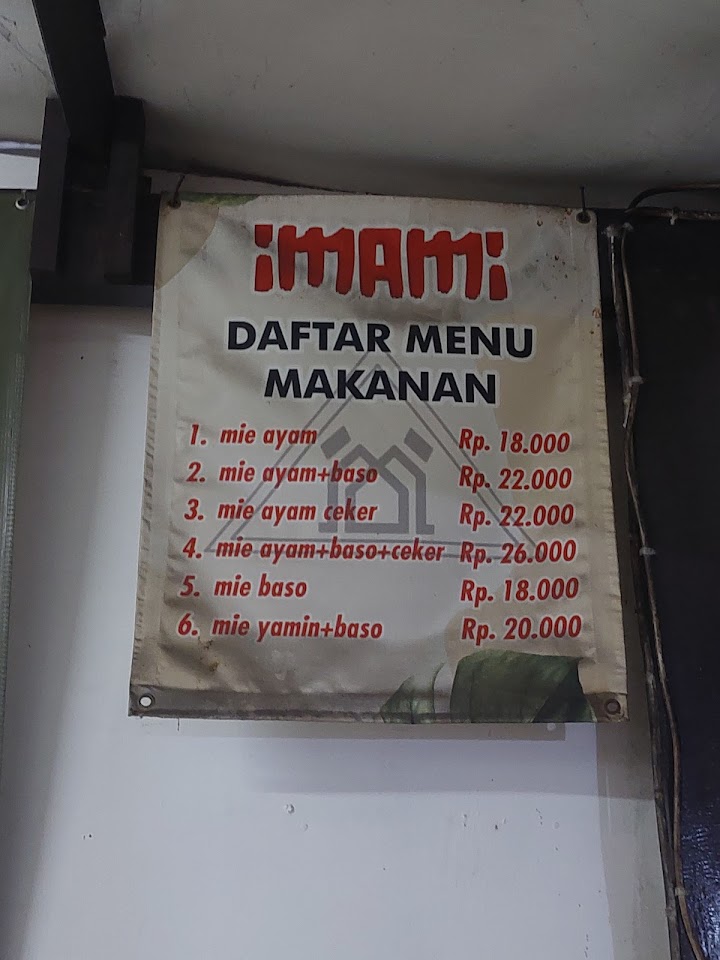 imami
DAFTAR MENU
MAKANAN
1. mie ayam Rp. 18.000
2. mie ayam+baso Rp. 22.000
3. mie ayam ceker Rp. 22.000
4. mie ayam+baso+ceker Rp. 26.000
5. mie baso Rp. 18.000
6. mie yamin+baso Rp. 20.000